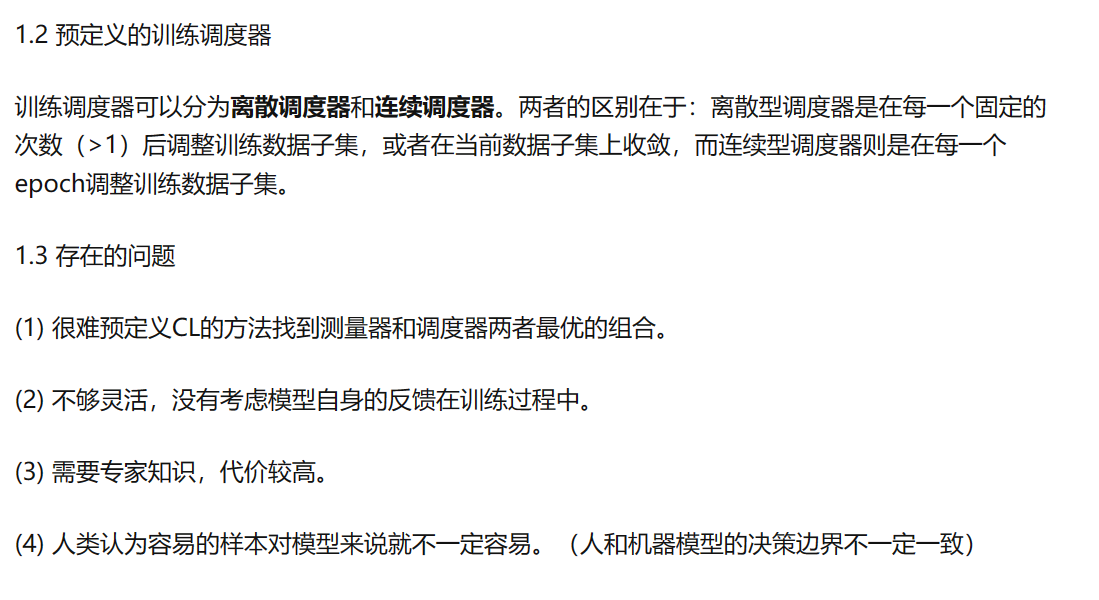 1.2 预定义的训练调度器
训练调度器可以分为离散调度器和连续调度器。两者的区别在于：离散型调度器是在每一个固定的
次数（>1）后调整训练数据子集，或者在当前数据子集上收敛，而连续型调度器则是在每一个
epoch调整训练数据子集。
1.3 存在的问题
(1) 很难预定义CL的方法找到测量器和调度器两者最优的组合。
(2) 不够灵活，没有考虑模型自身的反馈在训练过程中。
(3) 需要专家知识，代价较高。
(4) 人类认为容易的样本对模型来说就不一定容易。（人和机器模型的决策边界不一定一致）